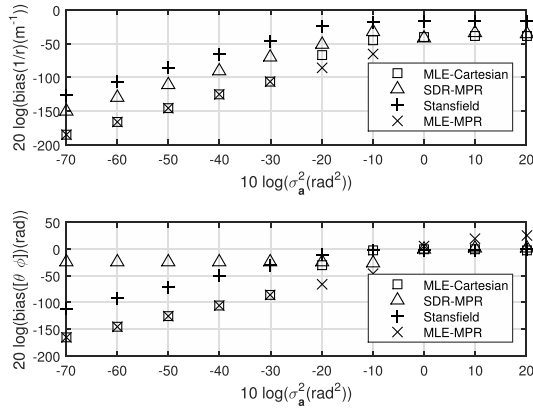 20 log(bias(1/r)(m⁻¹))
0
-50
-100
-150
-200
MLE-Cartesian
SDR-MPR
Stansfield
MLE-MPR
-70 -60 -50 -40 -30 -20 -10 0 10 20
10 log(σ²ₐ(rad²))
20 log(bias([θ ϕ])(rad))
50
0
-50
-100
-150
-200
MLE-Cartesian
SDR-MPR
Stansfield
MLE-MPR
-70 -60 -50 -40 -30 -20 -10 0 10 20
10 log(σ²ₐ(rad²))